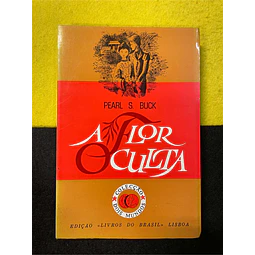 PEARL S. BUCK
A FLOR
OCULTA
COLECÇÃO
DOIS MUNDOS
EDIÇÃO «LIVROS DO BRASIL» LISBOA